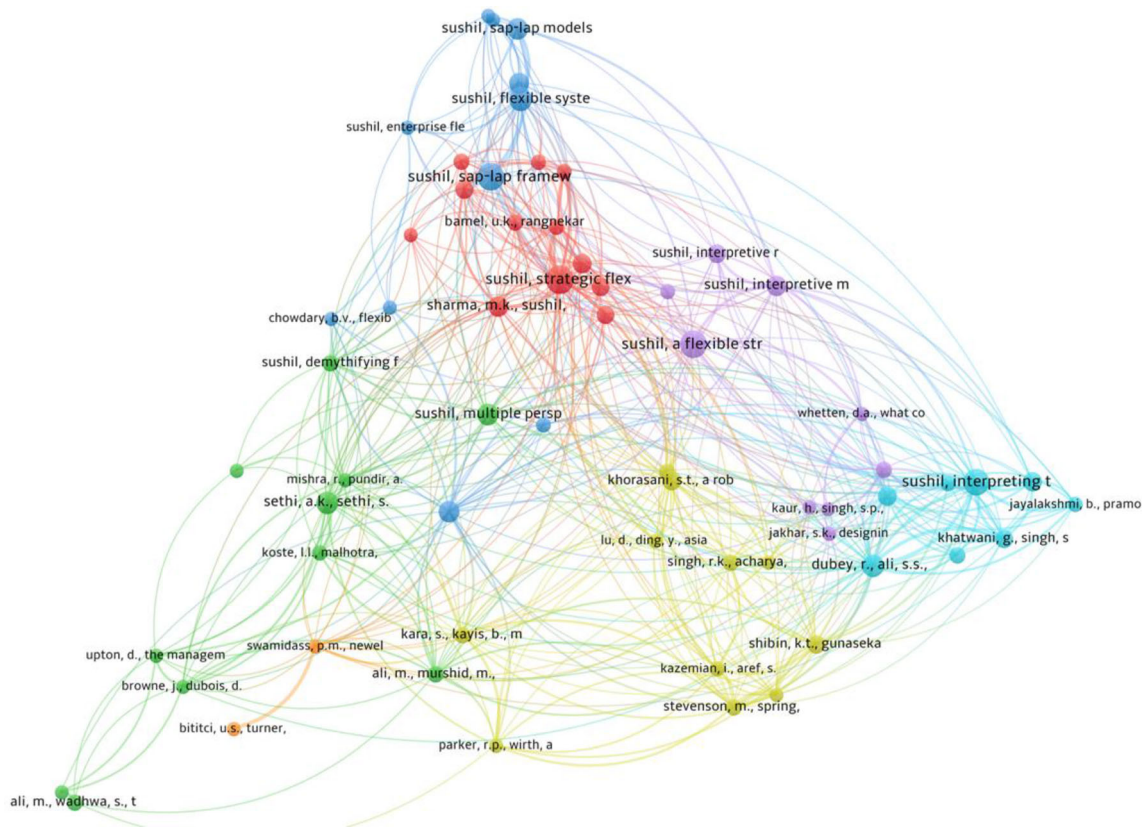 sushil, sap-lap models
sushil, flexible syste
sushil, enterprise fle
sushil, sap-lap framew
bamel, u.k., rangnekar
sushil, interpretive r
sushil, strategic flex
sushil, interpretive m
sharma, m.k., sushil,
chowdary, b.v., flexib
sushil, a flexible str
sushil, demythifying f
sushil, multiple persp
whetten, d.a., what co
mishra, r., pundir, a.
khorasani, s.t., a rob
sushil, interpreting t
sethi, a.k., sethi, s.
kaur, h., singh, s.p.,
jayalakshmi, b., pramo
jakhar, s.k., designin
lu, d., ding, y., asia
khatwani, g., singh, s
koste, l.l., malhotra,
singh, r.k., acharya,
dubey, r., ali, s.s.,
kara, s., kayis, b., m
swamidass, p.m., newel
shibin, k.t., gunaseka
upton, d., the managem
kazemian, i., aref, s.
ali, m., murshid, m.,
browne, j., dubois, d.
stevenson, m., spring,
bititci, u.s., turner,
parker, r.p., wirth, a
ali, m., wadhwa, s., t